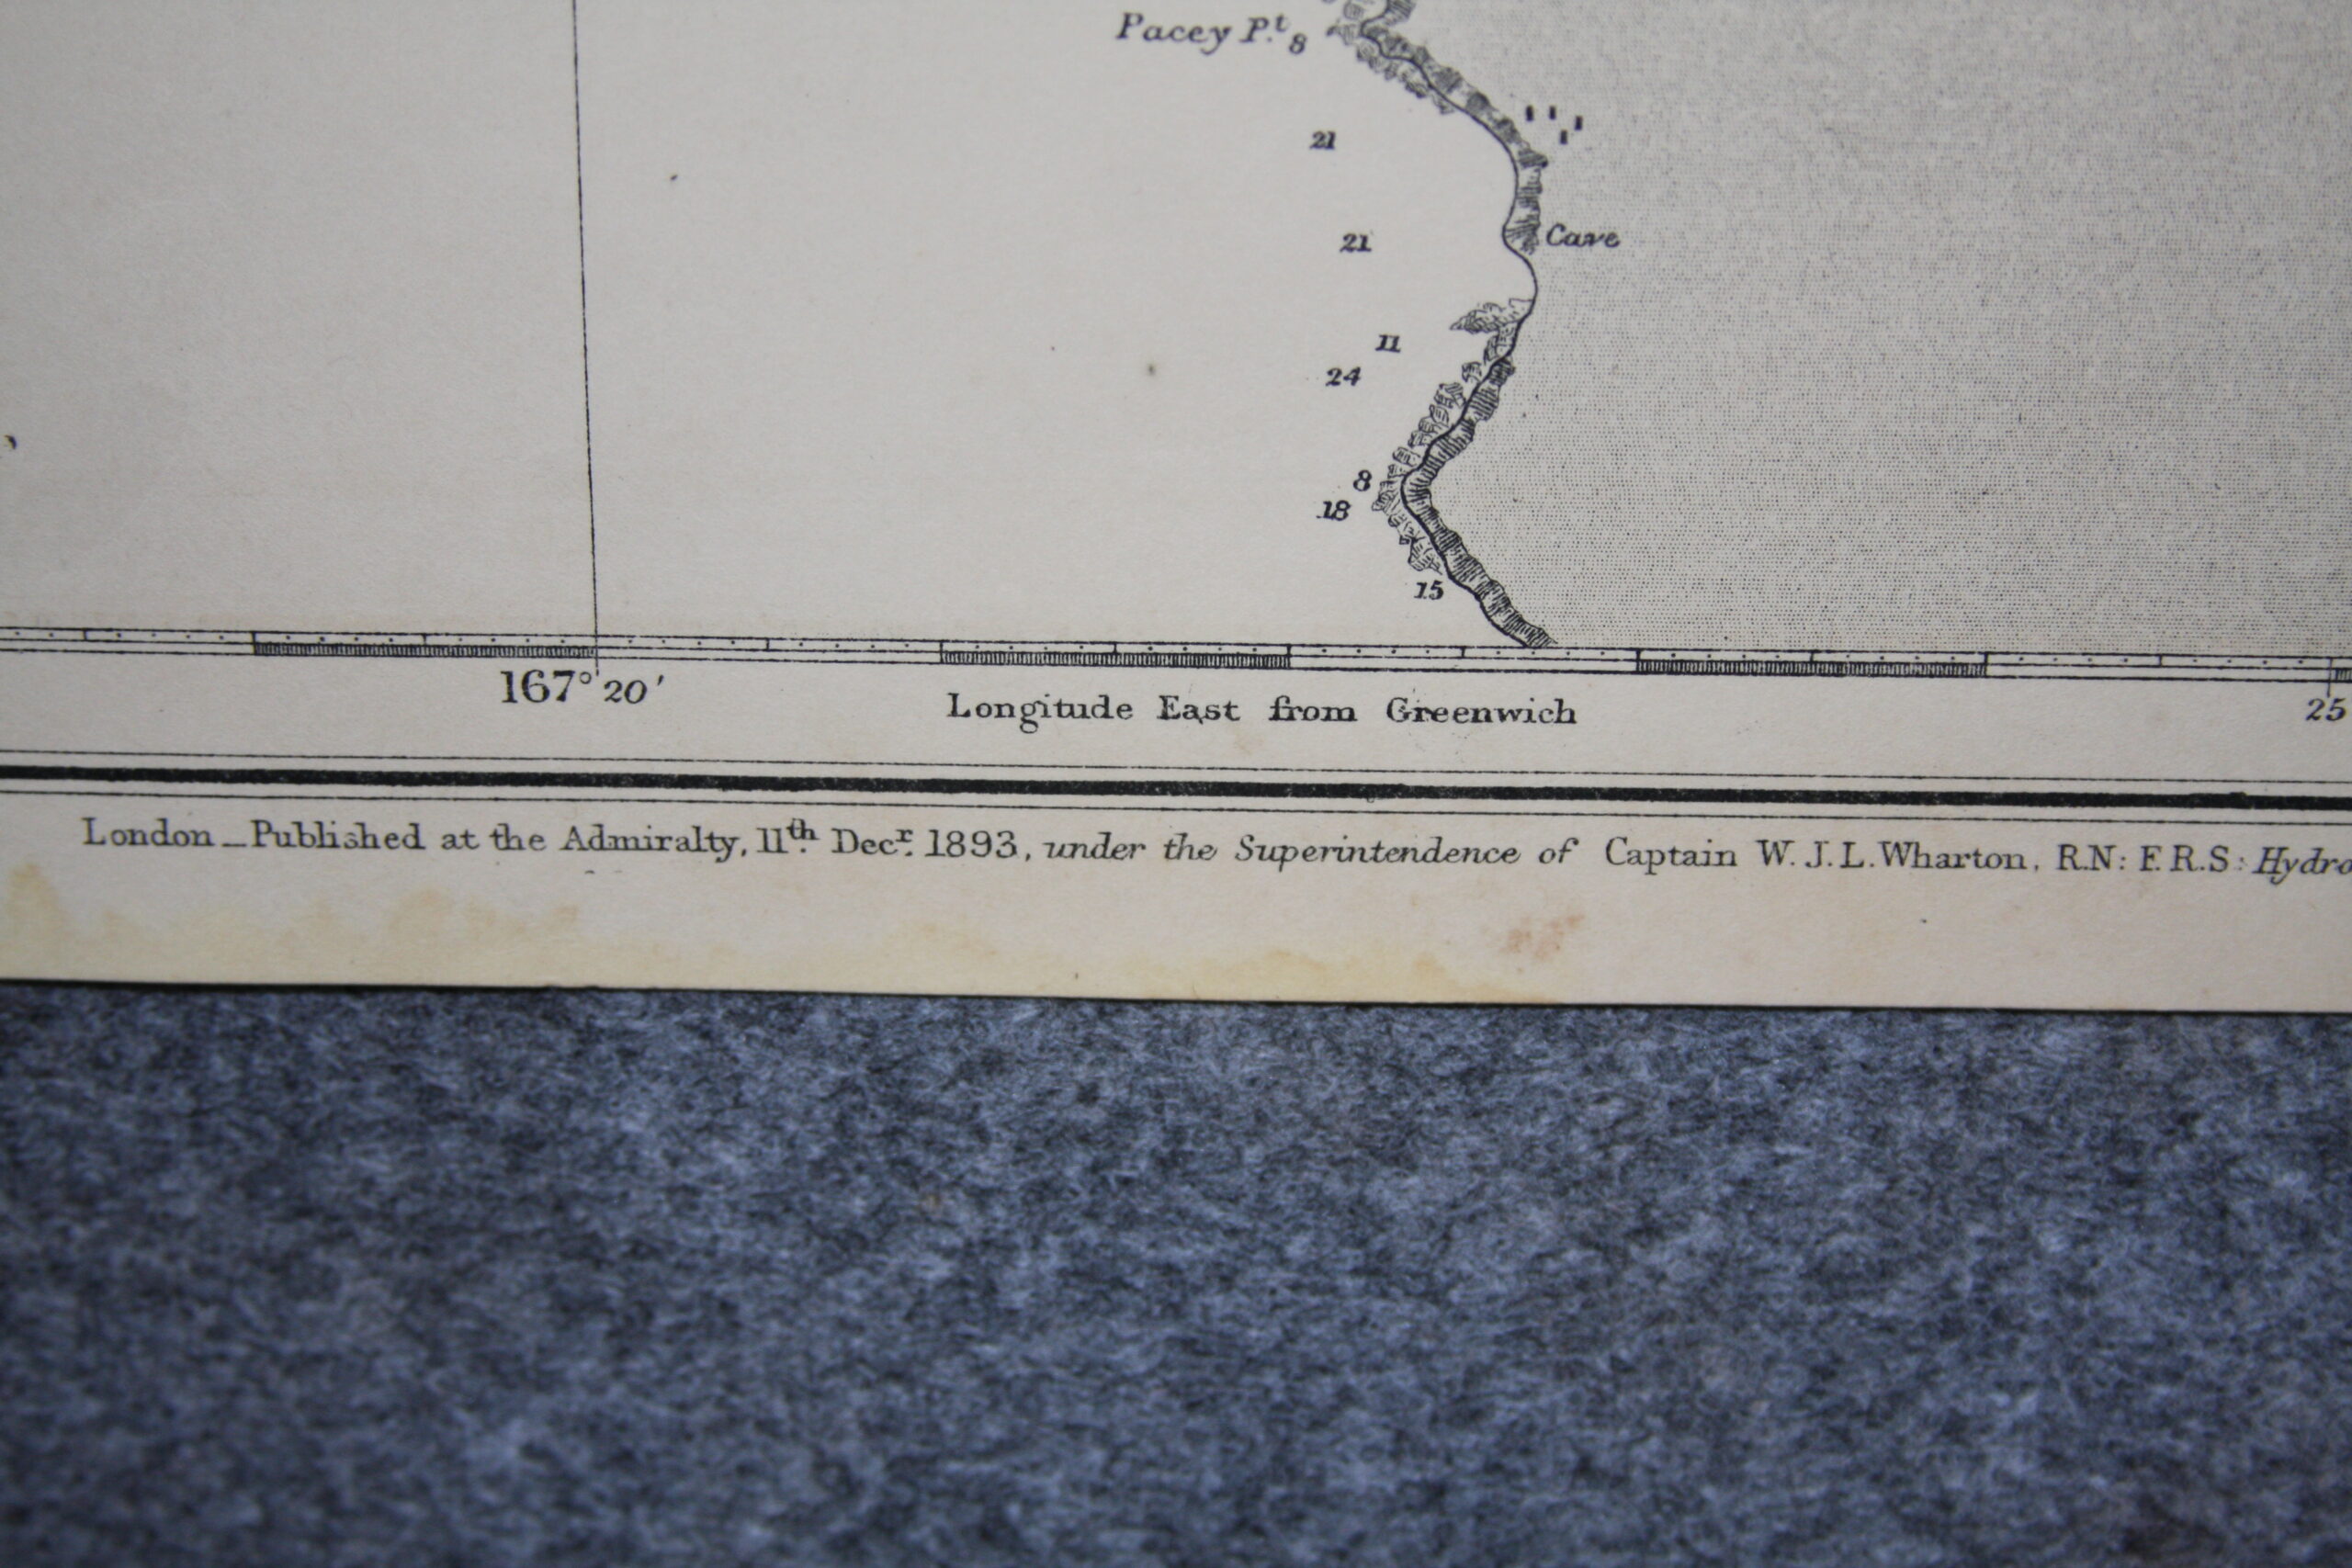 Pacey P.t 8
21
Cave
21
11
24
8
18
15
167° 20' 25
Longitude East from Greenwich
London _ Published at the Admiralty, 11th Decr. 1893, under the Superintendence of Captain W. J. L. Wharton, R.N: F.R.S: Hydro